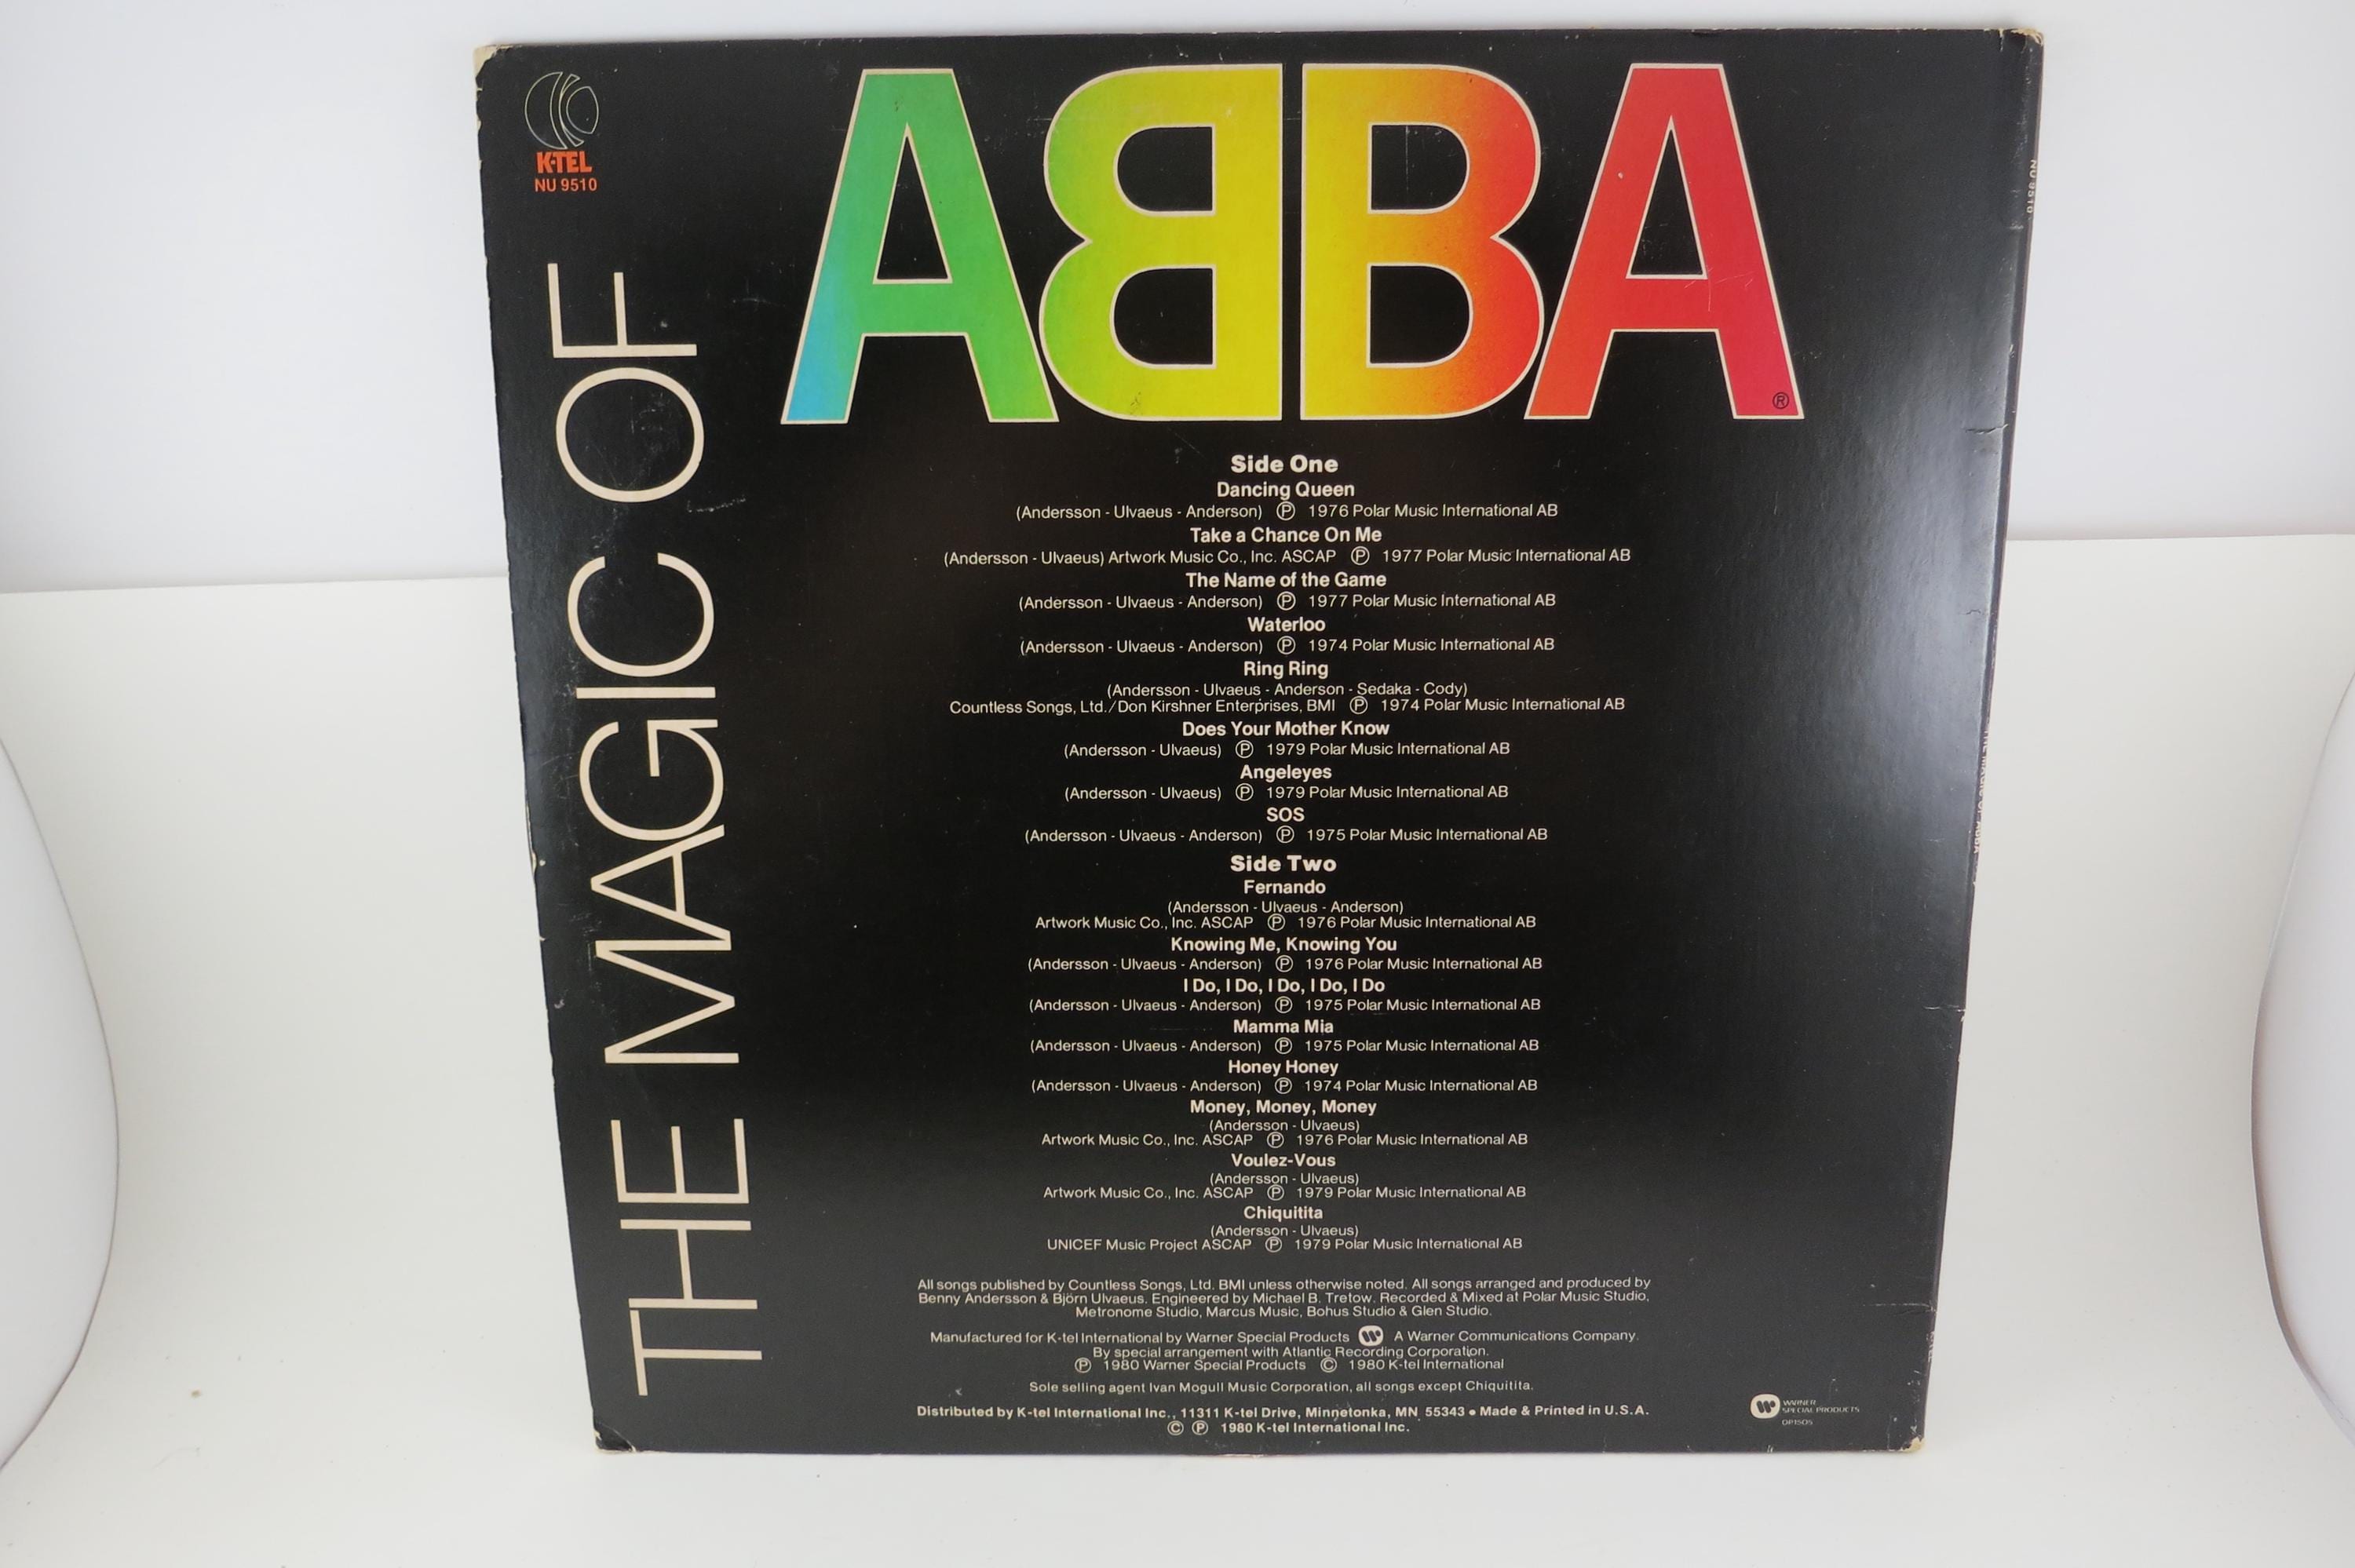 K-TEL
NU 9510
ABBA
®
THE MAGIC OF
Side One
Dancing Queen
(Andersson - Ulvaeus - Anderson) Ⓟ 1976 Polar Music International AB
Take a Chance On Me
(Andersson - Ulvaeus) Artwork Music Co., Inc. ASCAP Ⓟ 1977 Polar Music International AB
The Name of the Game
(Andersson - Ulvaeus - Anderson) Ⓟ 1977 Polar Music International AB
Waterloo
(Andersson - Ulvaeus - Anderson) Ⓟ 1974 Polar Music International AB
Ring Ring
(Andersson - Ulvaeus - Anderson - Sedaka - Cody)
Countless Songs, Ltd./Don Kirshner Enterprises, BMI Ⓟ 1974 Polar Music International AB
Does Your Mother Know
(Andersson - Ulvaeus) Ⓟ 1979 Polar Music International AB
Angeleyes
(Andersson - Ulvaeus) Ⓟ 1979 Polar Music International AB
SOS
(Andersson - Ulvaeus - Anderson) Ⓟ 1975 Polar Music International AB
Side Two
Fernando
(Andersson - Ulvaeus - Anderson)
Artwork Music Co., Inc. ASCAP Ⓟ 1976 Polar Music International AB
Knowing Me, Knowing You
(Andersson - Ulvaeus - Anderson) Ⓟ 1976 Polar Music International AB
I Do, I Do, I Do, I Do, I Do
(Andersson - Ulvaeus - Anderson) Ⓟ 1975 Polar Music International AB
Mamma Mia
(Andersson - Ulvaeus - Anderson) Ⓟ 1975 Polar Music International AB
Honey Honey
(Andersson - Ulvaeus - Anderson) Ⓟ 1974 Polar Music International AB
Money, Money, Money
(Andersson - Ulvaeus)
Artwork Music Co., Inc. ASCAP Ⓟ 1976 Polar Music International AB
Voulez-Vous
(Andersson - Ulvaeus)
Artwork Music Co., Inc. ASCAP Ⓟ 1979 Polar Music International AB
Chiquitita
(Andersson - Ulvaeus)
UNICEF Music Project ASCAP Ⓟ 1979 Polar Music International AB
All songs published by Countless Songs, Ltd. BMI unless otherwise noted. All songs arranged and produced by
Benny Andersson & Björn Ulvaeus. Engineered by Michael B. Tretow. Recorded & Mixed at Polar Music Studio,
Metronome Studio, Marcus Music, Bohus Studio & Glen Studio.
Manufactured for K-tel International by Warner Special Products A Warner Communications Company.
By special arrangement with Atlantic Recording Corporation.
Ⓟ 1980 Warner Special Products © 1980 K-tel International
Sole selling agent Ivan Mogull Music Corporation, all songs except Chiquitita.
Distributed by K-tel International Inc., 11311 K-tel Drive, Minnetonka, MN 55343 • Made & Printed in U.S.A.
© Ⓟ 1980 K-tel International Inc.
WARNER
SPECIAL PRODUCTS
OP1505
NU 9510
THE MAGIC OF ABBA